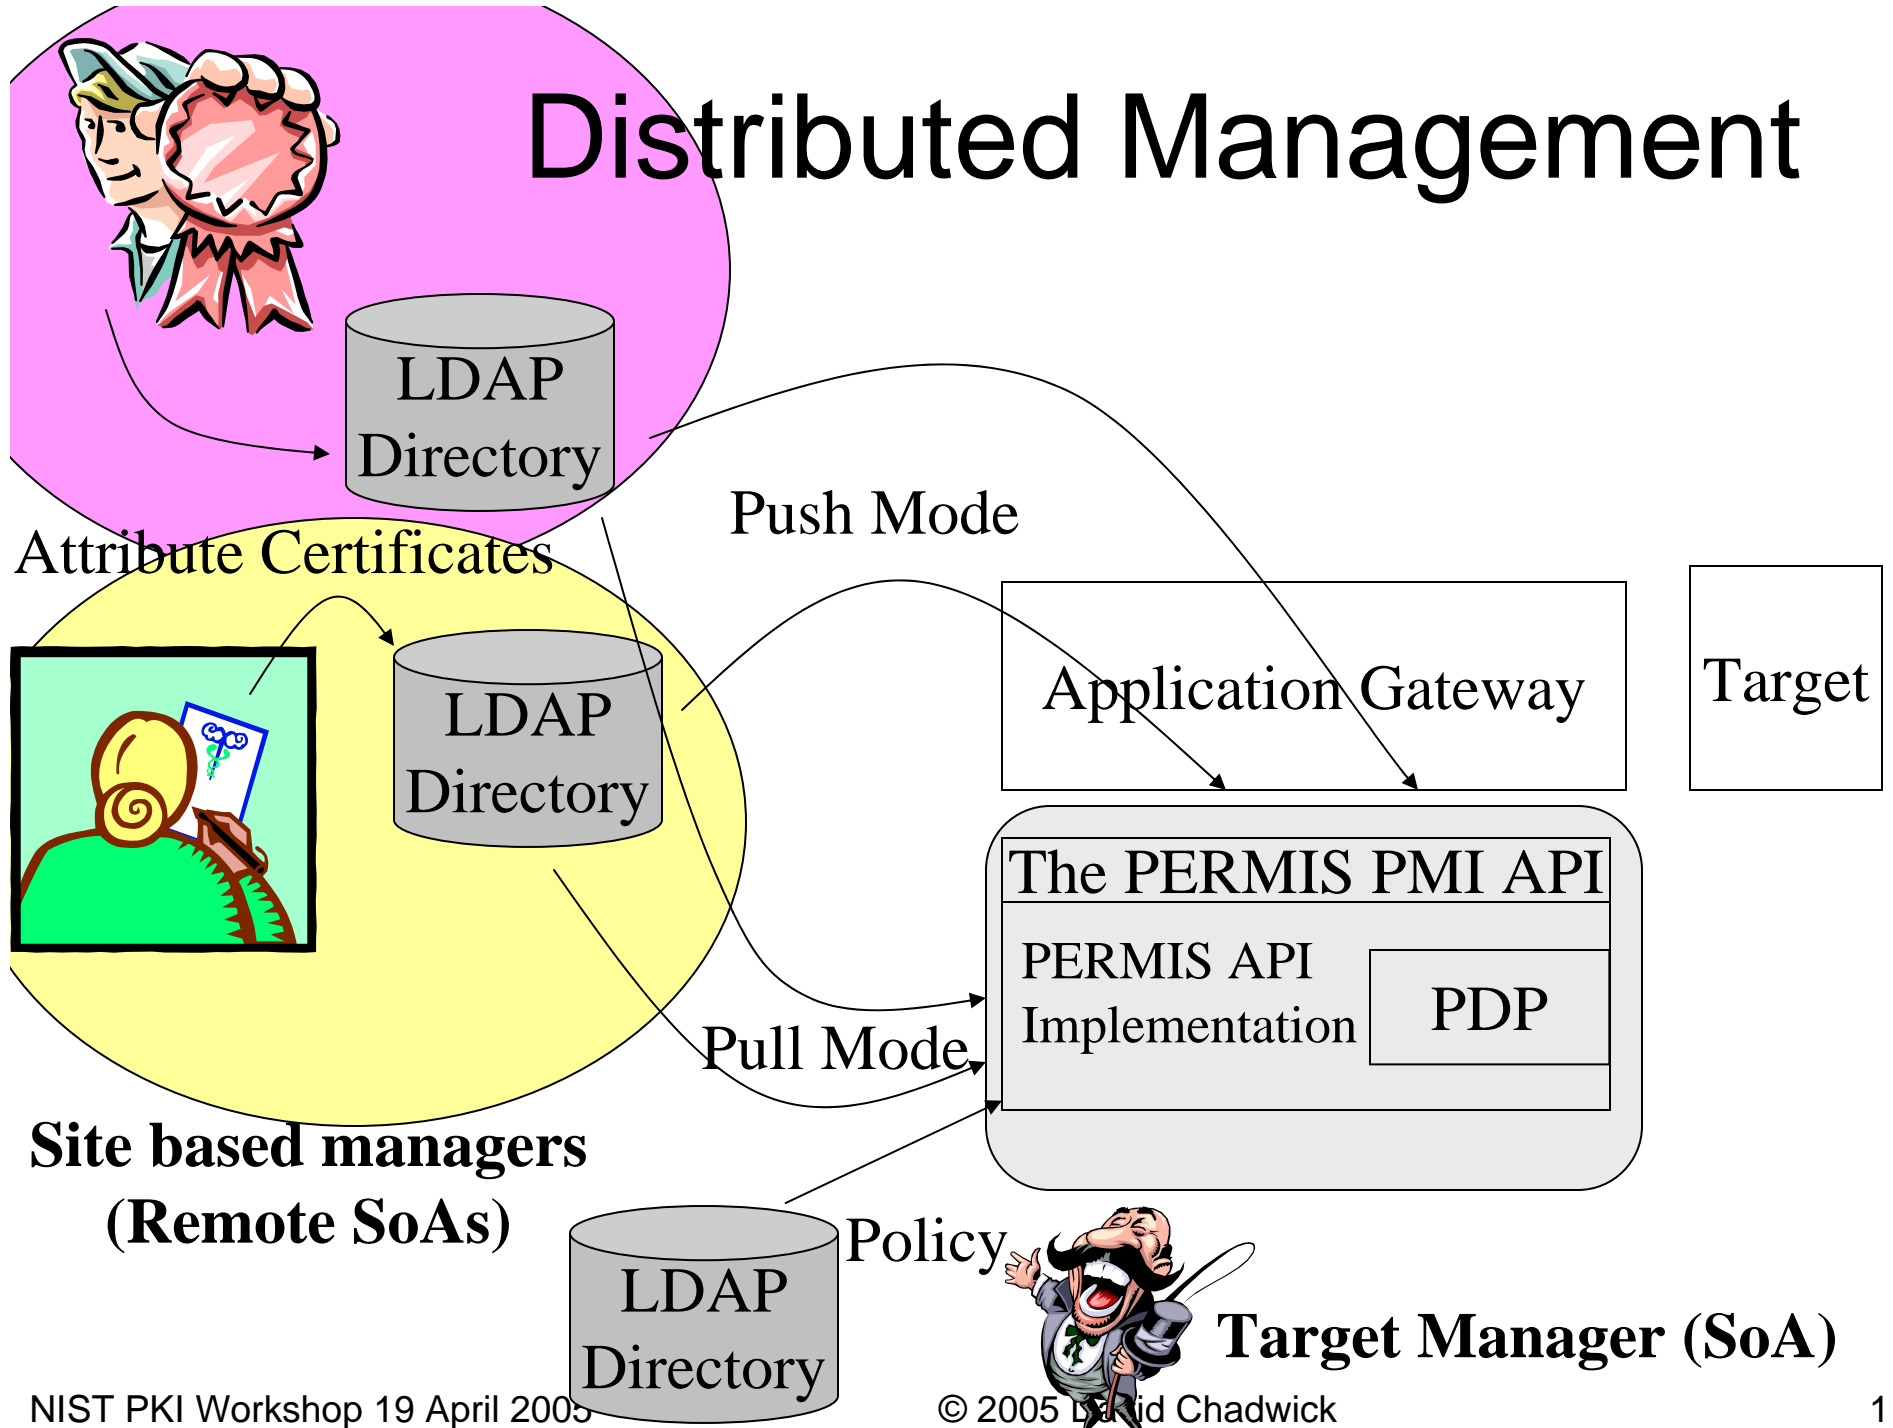 Distributed Management
LDAP
Directory
Push Mode
Attribute Certificates
LDAP
Directory
Application Gateway
Target
The PERMIS PMI API
PERMIS API
Implementation
PDP
Pull Mode
Site based managers
(Remote SoAs)
Policy
LDAP
Directory
Target Manager (SoA)
NIST PKI Workshop 19 April 2005
© 2005 David Chadwick
1